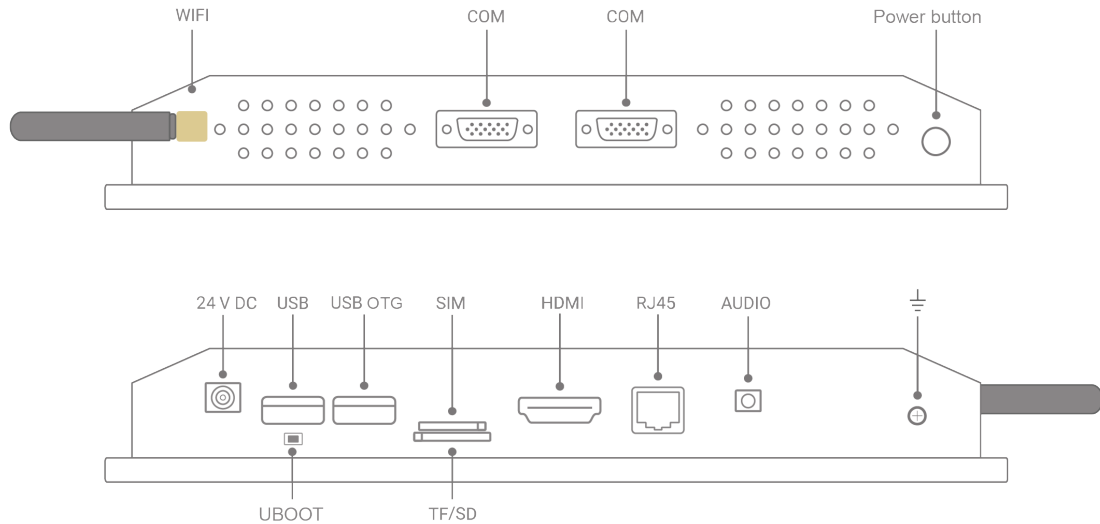 WIFI
COM
COM
Power button
24 V DC
USB
USB OTG
SIM
HDMI
RJ45
AUDIO
UBOOT
TF/SD